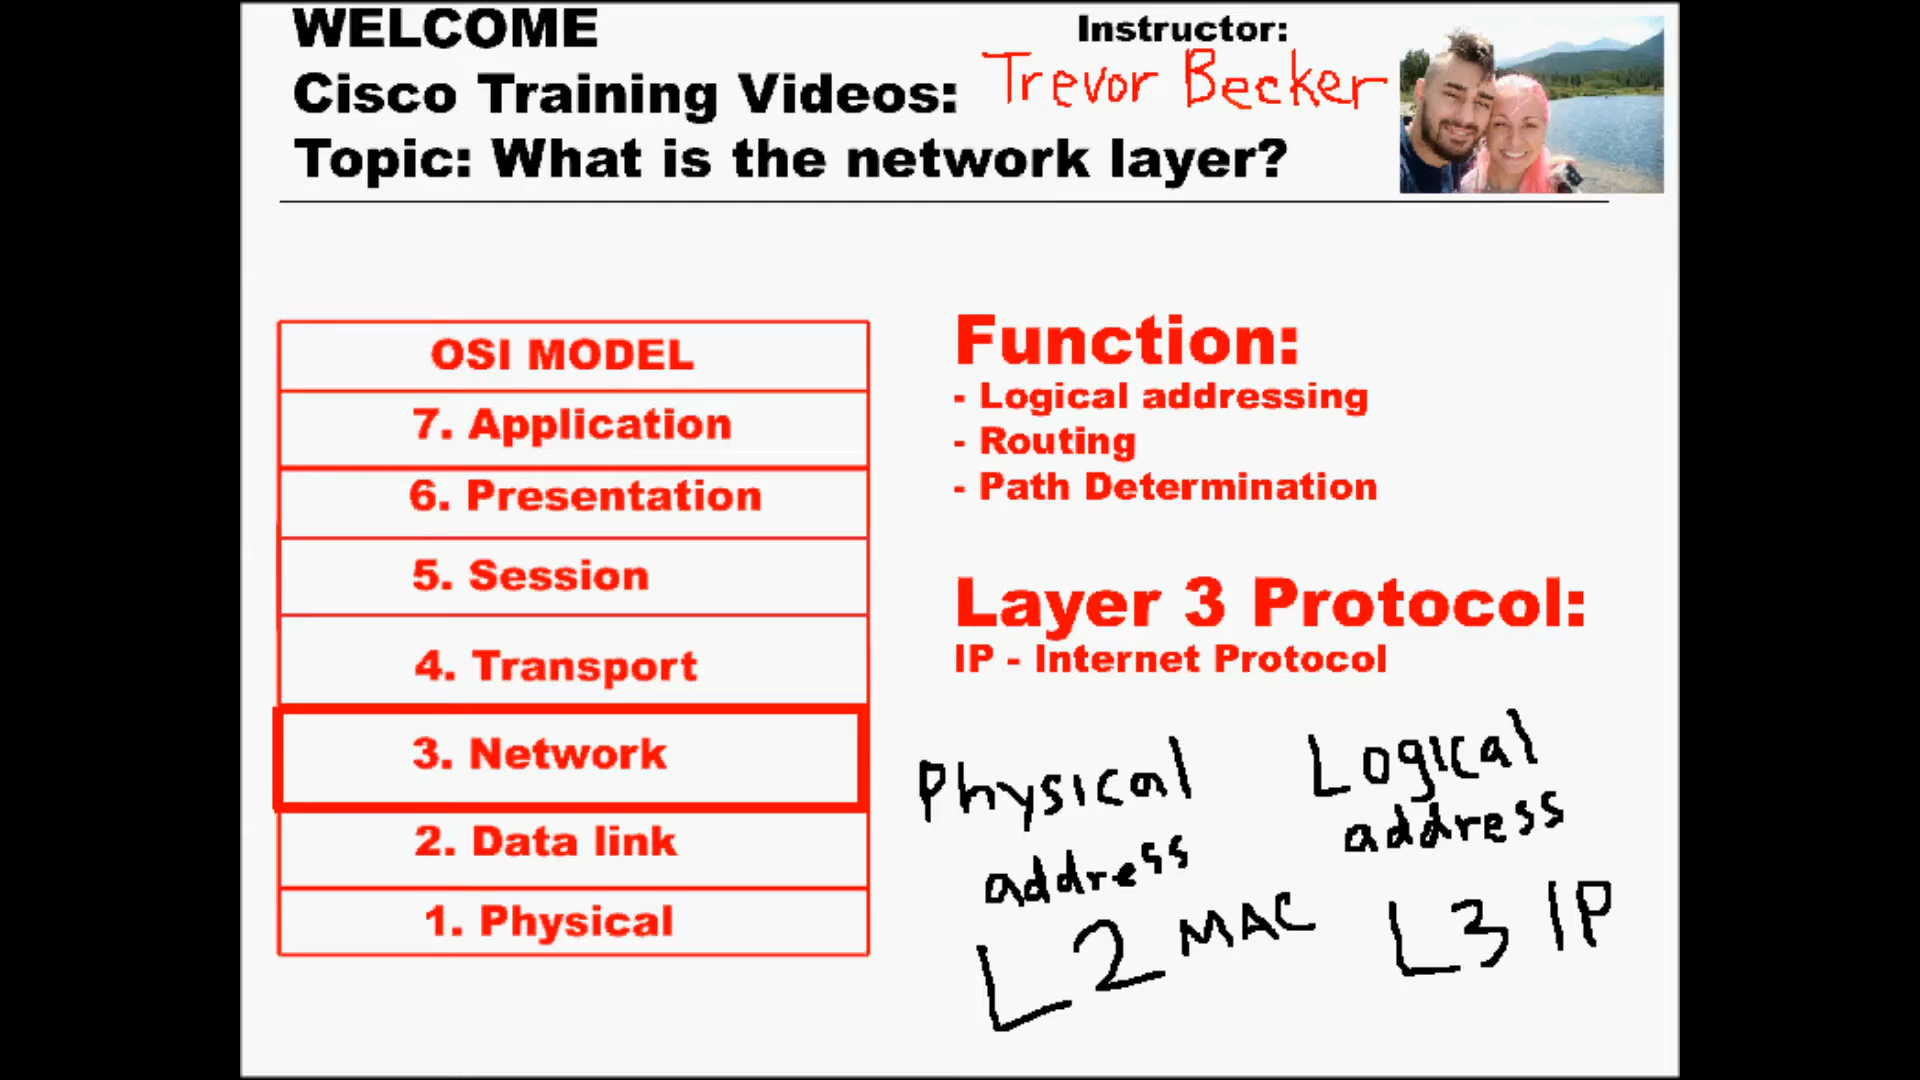 WELCOME
Instructor:
Cisco Training Videos: Trevor Becker
Topic: What is the network layer?
OSI MODEL
7. Application
6. Presentation
5. Session
4. Transport
3. Network
2. Data link
1. Physical
Function:
- Logical addressing
- Routing
- Path Determination
Layer 3 Protocol:
IP - Internet Protocol
Physical
address
L2 MAC
Logical
address
L3 IP